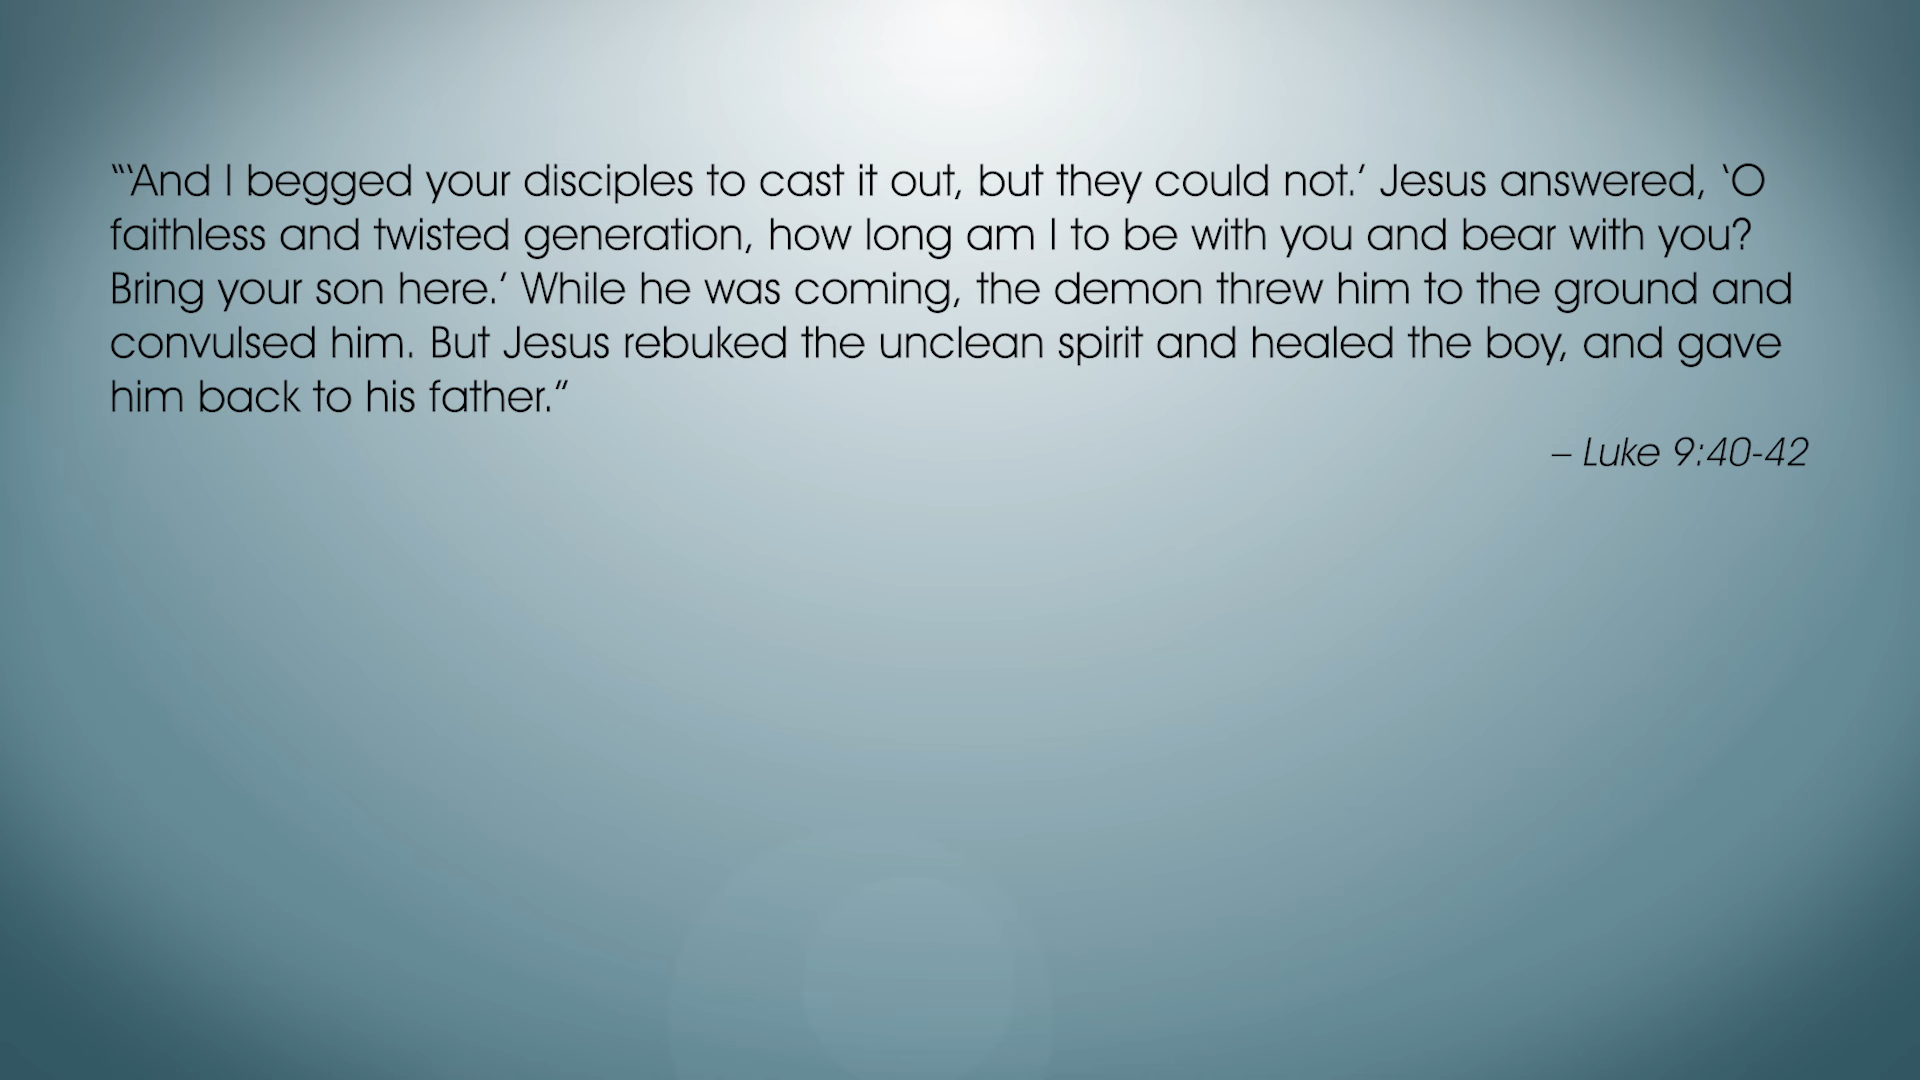 “‘And I begged your disciples to cast it out, but they could not.’ Jesus answered, ‘O
faithless and twisted generation, how long am I to be with you and bear with you?
Bring your son here.’ While he was coming, the demon threw him to the ground and
convulsed him. But Jesus rebuked the unclean spirit and healed the boy, and gave
him back to his father.”
– Luke 9:40-42